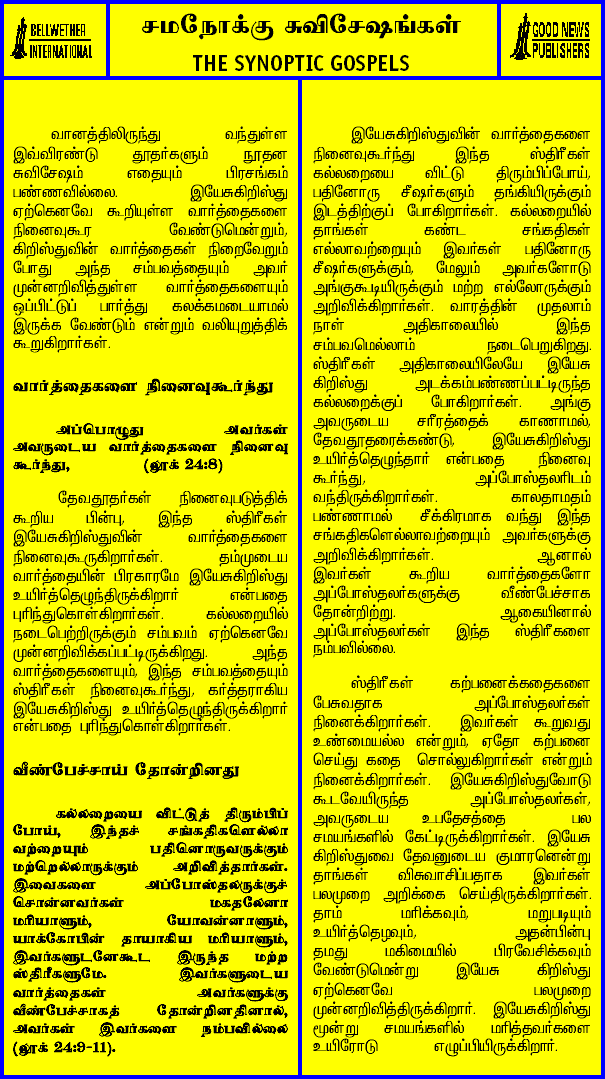 BELLWETHER
INTERNATIONAL
சமநோக்கு சுவிசேஷங்கள்
THE SYNOPTIC GOSPELS
GOOD NEWS
PUBLISHERS
வானத்திலிருந்து வந்துள்ள
இவ்விரண்டு தூதர்களும் நூதன
சுவிசேஷம் எதையும் பிரசங்கம்
பண்ணவில்லை. இயேசுகிறிஸ்து
ஏற்கெனவே கூறியுள்ள வார்த்தைகளை
நினைவுகூர வேண்டுமென்றும்,
கிறிஸ்துவின் வார்த்தைகள் நிறைவேறும்
போது அந்த சம்பவத்தையும் அவர்
முன்னறிவித்துள்ள வார்த்தைகளையும்
ஒப்பிட்டுப் பார்த்து கலக்கமடையாமல்
இருக்க வேண்டும் என்றும் வலியுறுத்திக்
கூறுகிறார்கள்.
வார்த்தைகளை நினைவுகூர்ந்து
அப்பொழுது அவர்கள்
அவருடைய வார்த்தைகளை நினைவு
கூர்ந்து, (லூக் 24:8)
தேவதூதர்கள் நினைவுபடுத்திக்
கூறிய பின்பு, இந்த ஸ்திரீகள்
இயேசுகிறிஸ்துவின் வார்த்தைகளை
நினைவுகூருகிறார்கள். தம்முடைய
வார்த்தையின் பிரகாரமே இயேசுகிறிஸ்து
உயிர்த்தெழுந்திருக்கிறார் என்பதை
புரிந்துகொள்கிறார்கள். கல்லறையில்
நடைபெற்றிருக்கும் சம்பவம் ஏற்கெனவே
முன்னறிவிக்கப்பட்டிருக்கிறது. அந்த
வார்த்தைகளையும், இந்த சம்பவத்தையும்
ஸ்திரீகள் நினைவுகூர்ந்து, கர்த்தராகிய
இயேசுகிறிஸ்து உயிர்த்தெழுந்திருக்கிறார்
என்பதை புரிந்துகொள்கிறார்கள்.
வீண்பேச்சாய் தோன்றினது
கல்லறையை விட்டுத் திரும்பிப்
போய், இந்தச் சங்கதிகளெல்லா
வற்றையும் பதினொருவருக்கும்
மற்றெல்லாருக்கும் அறிவித்தார்கள்.
இவைகளை அப்போஸ்தலருக்குச்
சொன்னவர்கள் மகதலேனா
மரியாளும், யோவன்னாளும்,
யாக்கோபின் தாயாகிய மரியாளும்,
இவர்களுடனேகூட இருந்த மற்ற
ஸ்திரீகளுமே. இவர்களுடைய
வார்த்தைகள் அவர்களுக்கு
வீண்பேச்சாகத் தோன்றினதினால்,
அவர்கள் இவர்களை நம்பவில்லை
(லூக் 24:9-11).
இயேசுகிறிஸ்துவின் வார்த்தைகளை
நினைவுகூர்ந்து இந்த ஸ்திரீகள்
கல்லறையை விட்டு திரும்பிப்போய்,
பதினோரு சீஷர்களும் தங்கியிருக்கும்
இடத்திற்குப் போகிறார்கள். கல்லறையில்
தாங்கள் கண்ட சங்கதிகள்
எல்லாவற்றையும் இவர்கள் பதினோரு
சீஷர்களுக்கும், மேலும் அவர்களோடு
அங்குகூடியிருக்கும் மற்ற எல்லோருக்கும்
அறிவிக்கிறார்கள். வாரத்தின் முதலாம்
நாள் அதிகாலையில் இந்த
சம்பவமெல்லாம் நடைபெறுகிறது.
ஸ்திரீகள் அதிகாலையிலேயே இயேசு
கிறிஸ்து அடக்கம்பண்ணப்பட்டிருந்த
கல்லறைக்குப் போகிறார்கள். அங்கு
அவருடைய சரீரத்தைக் காணாமல்,
தேவதூதரைக்கண்டு, இயேசுகிறிஸ்து
உயிர்த்தெழுந்தார் என்பதை நினைவு
கூர்ந்து, அப்போஸ்தலரிடம்
வந்திருக்கிறார்கள். காலதாமதம்
பண்ணாமல் சீக்கிரமாக வந்து இந்த
சங்கதிகளெல்லாவற்றையும் அவர்களுக்கு
அறிவிக்கிறார்கள். ஆனால்
இவர்கள் கூறிய வார்த்தைகளோ
அப்போஸ்தலர்களுக்கு வீண்பேச்சாக
தோன்றிற்று. ஆகையினால்
அப்போஸ்தலர்கள் இந்த ஸ்திரீகளை
நம்பவில்லை.
ஸ்திரீகள் கற்பனைக்கதைகளை
பேசுவதாக அப்போஸ்தலர்கள்
நினைக்கிறார்கள். இவர்கள் கூறுவது
உண்மையல்ல என்றும், ஏதோ கற்பனை
செய்து கதை சொல்லுகிறார்கள் என்றும்
நினைக்கிறார்கள். இயேசுகிறிஸ்துவோடு
கூடவேயிருந்த அப்போஸ்தலர்கள்,
அவருடைய உபதேசத்தை பல
சமயங்களில் கேட்டிருக்கிறார்கள். இயேசு
கிறிஸ்துவை தேவனுடைய குமாரனென்று
தாங்கள் விசுவாசிப்பதாக இவர்கள்
பலமுறை அறிக்கை செய்திருக்கிறார்கள்.
தாம் மரிக்கவும், மறுபடியும்
உயிர்த்தெழவும், அதன்பின்பு
தமது மகிமையில் பிரவேசிக்கவும்
வேண்டுமென்று இயேசு கிறிஸ்து
ஏற்கெனவே பலமுறை
முன்னறிவித்திருக்கிறார். இயேசுகிறிஸ்து
மூன்று சமயங்களில் மரித்தவர்களை
உயிரோடு எழுப்பியிருக்கிறார்.